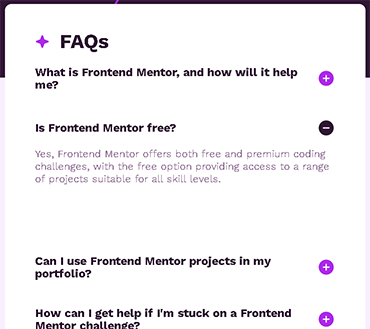 FAQs
What is Frontend Mentor, and how will it help
me?
Is Frontend Mentor free?
Yes, Frontend Mentor offers both free and premium coding
challenges, with the free option providing access to a range
of projects suitable for all skill levels.
Can I use Frontend Mentor projects in my
portfolio?
How can I get help if I'm stuck on a Frontend
Mentor challenge?